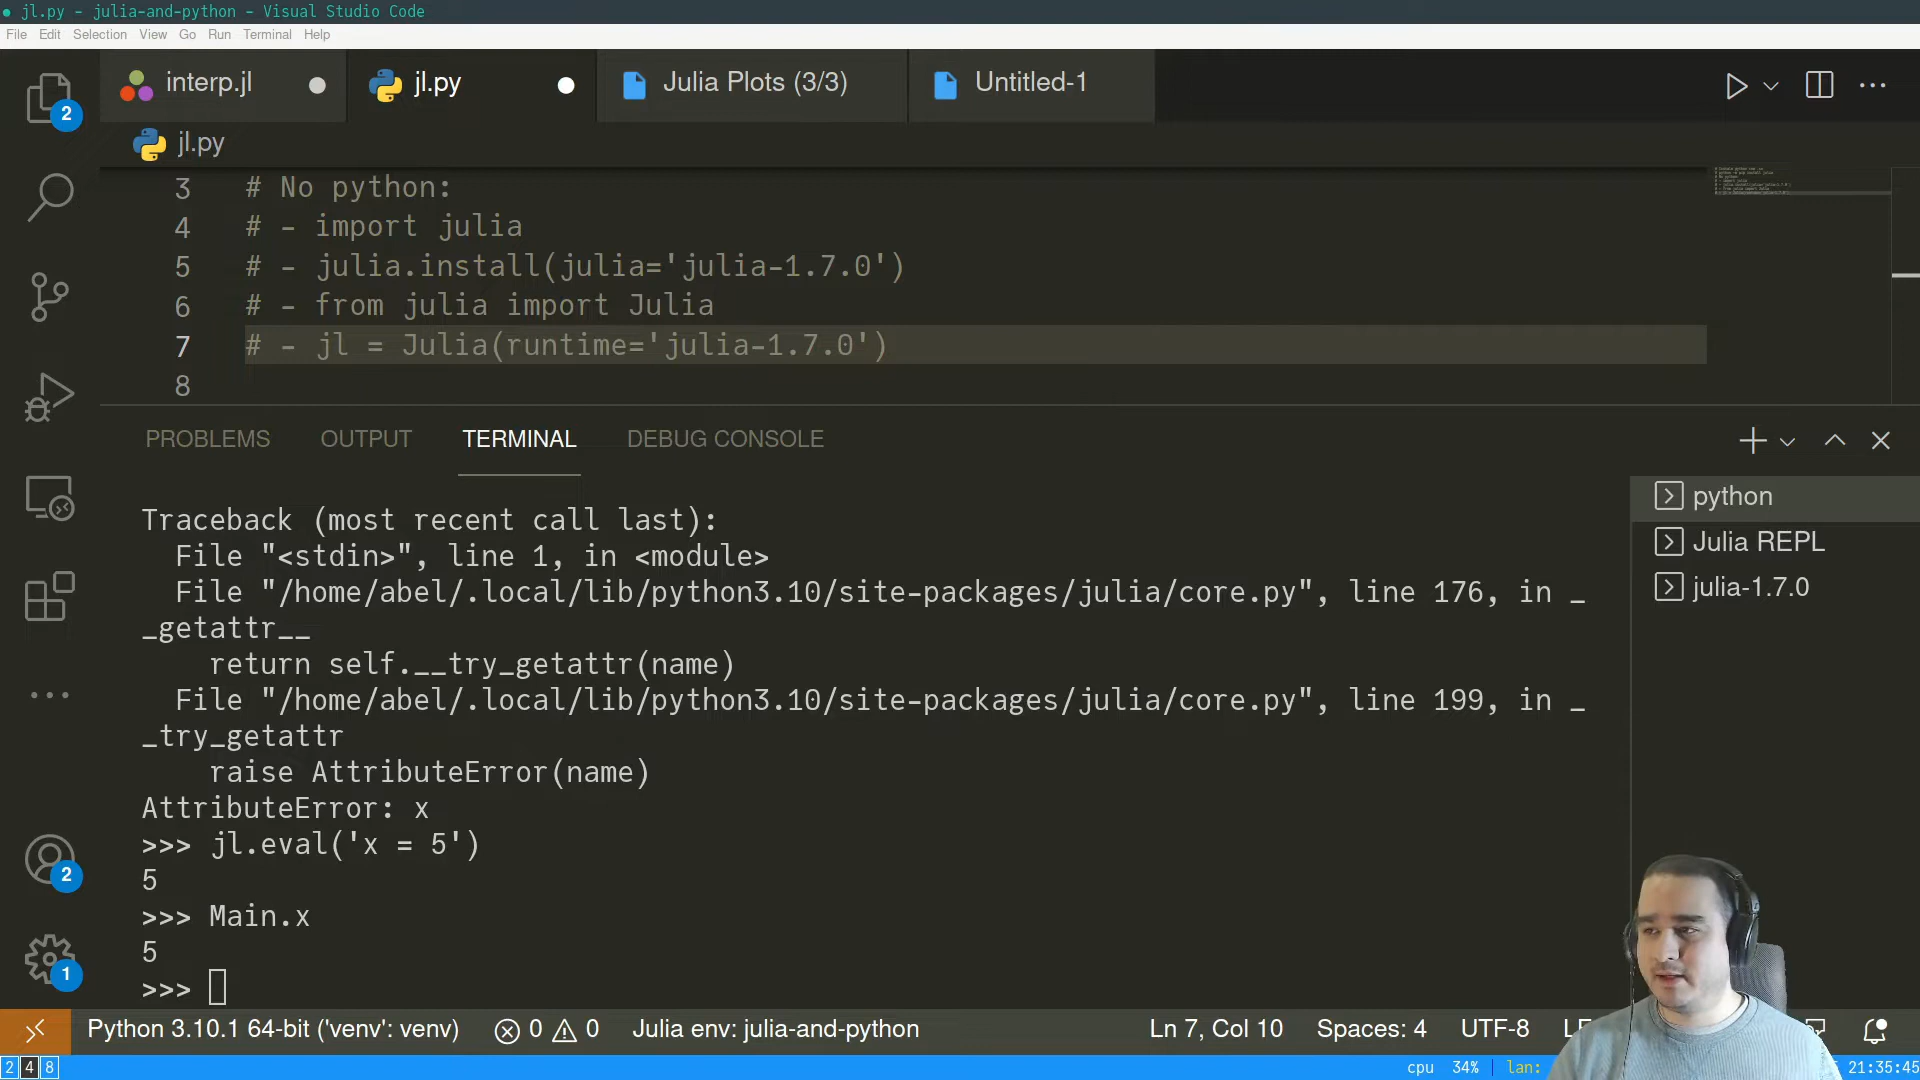 ● jl.py - julia-and-python - Visual Studio Code
File Edit Selection View Go Run Terminal Help
interp.jl
jl.py
Julia Plots (3/3)
Untitled-1
2
jl.py
3 # No python:
4 # - import julia
5 # - julia.install(julia='julia-1.7.0')
6 # - from julia import Julia
7 # - jl = Julia(runtime='julia-1.7.0')
8
PROBLEMS OUTPUT TERMINAL DEBUG CONSOLE
python
Julia REPL
julia-1.7.0
Traceback (most recent call last):
File "<stdin>", line 1, in <module>
File "/home/abel/.local/lib/python3.10/site-packages/julia/core.py", line 176, in _
_getattr__
return self.__try_getattr(name)
File "/home/abel/.local/lib/python3.10/site-packages/julia/core.py", line 199, in _
_try_getattr
raise AttributeError(name)
AttributeError: x
>>> jl.eval('x = 5')
5
>>> Main.x
5
>>>
2
1
Python 3.10.1 64-bit ('venv': venv) 0 0 Julia env: julia-and-python Ln 7, Col 10 Spaces: 4 UTF-8
2 4 8 cpu 34% | lan: 21:35:45